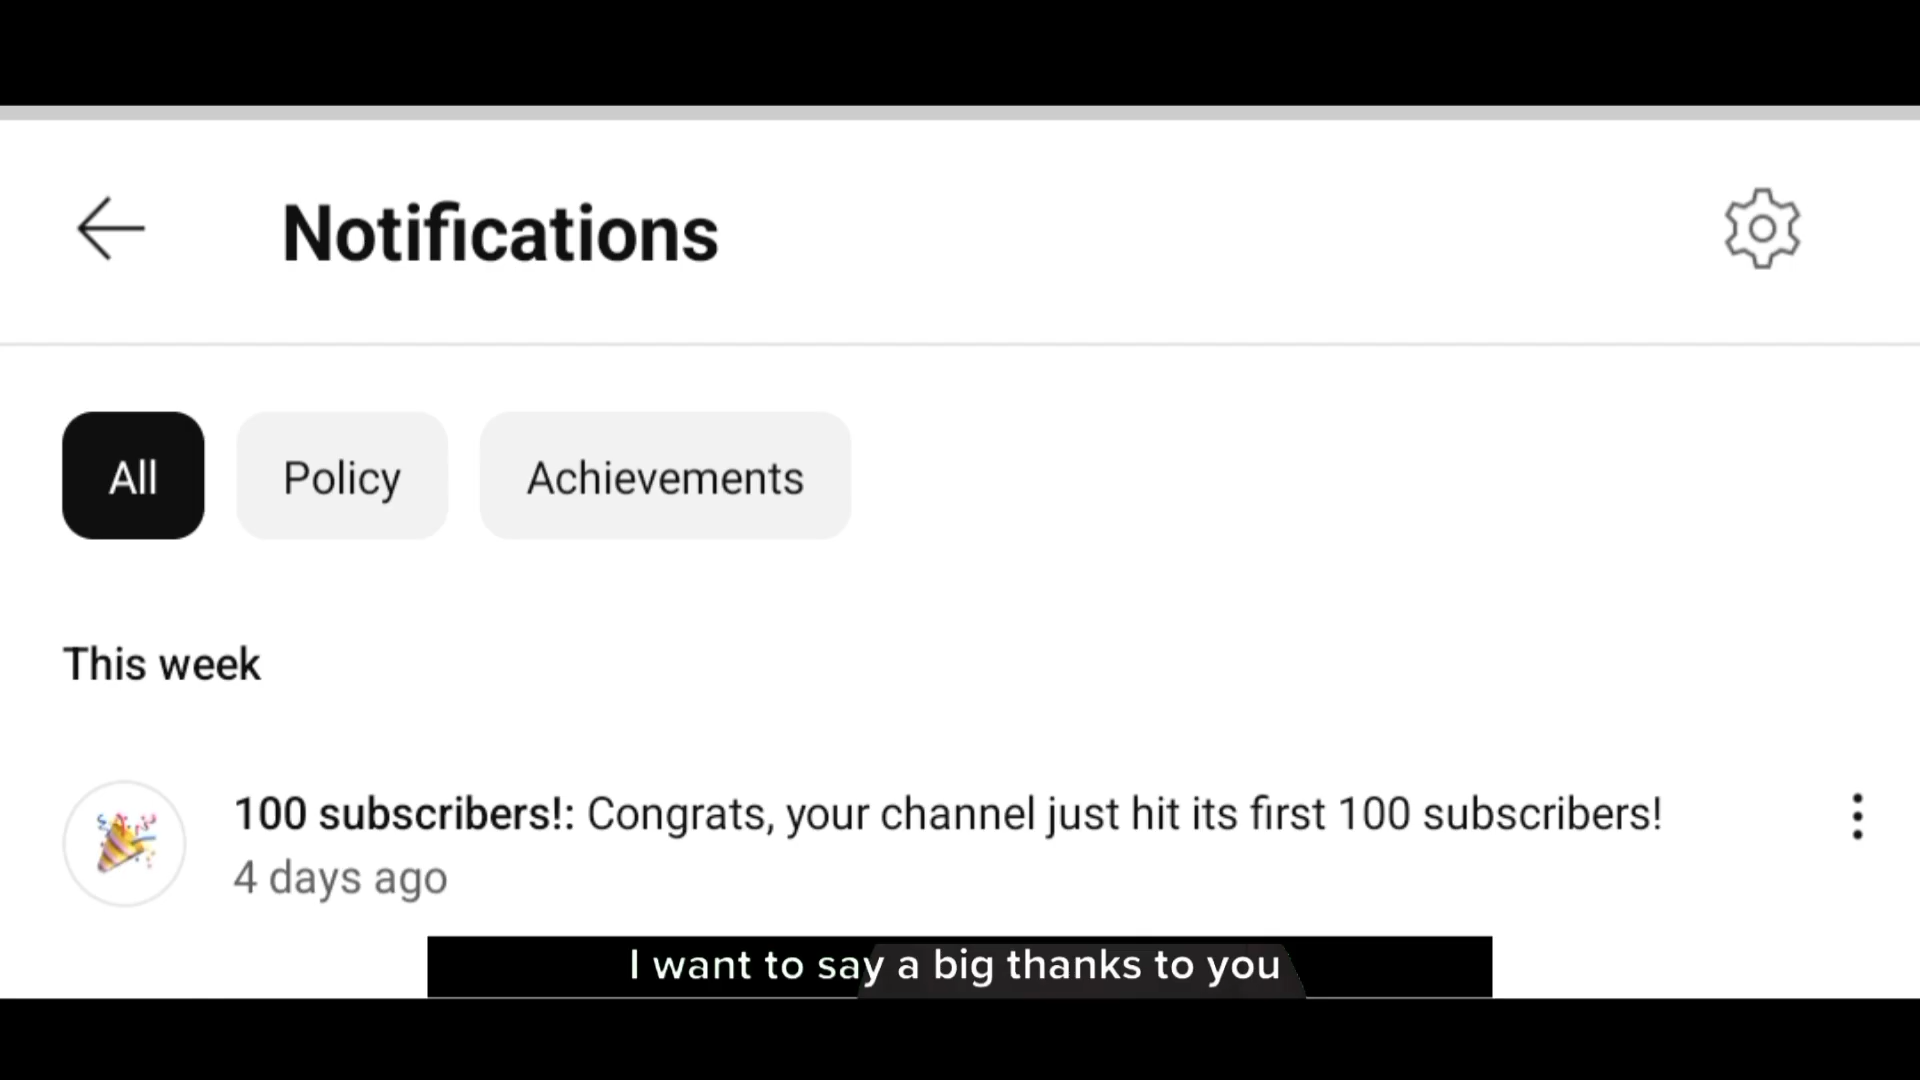 Notifications
All
Policy
Achievements
This week
100 subscribers!: Congrats, your channel just hit its first 100 subscribers!
4 days ago
I want to say a big thanks to you